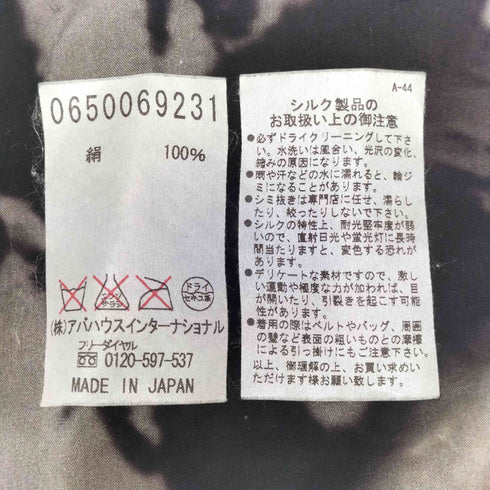 0650069231
絹 100%
エンソ
サラシ
ドライ
セキユ系
(株)アバハウスインターナショナル
フリーダイヤル
0120-597-537
MADE IN JAPAN
A-44
シルク製品の
お取扱い上の御注意
●必ずドライクリーニングして下さ
い。水洗いは風合い、光沢の変化、
縮みの原因になります。
●雨や汗などの水に濡れると、輪ジ
ミになることがあります。
●シミ抜きは専門店に任せ、濡らし
たり、絞ったりしないで下さい。
●シルクの特性上、耐光堅牢度が弱
いので、直射日光や蛍光灯に長時
間当たりますと、変色する恐れが
あります。
●デリケートな素材ですので、激し
い運動や極度な力が加われば、目
が開いたり、引裂きを起こす可能
性があります。
●着用の際はベルトやバッグ、周囲
の壁など表面の粗いものとの摩擦
による引っ掛けにもご注意下さい。
以上、御理解の上、お買い求めい
ただけます様お願い致します。